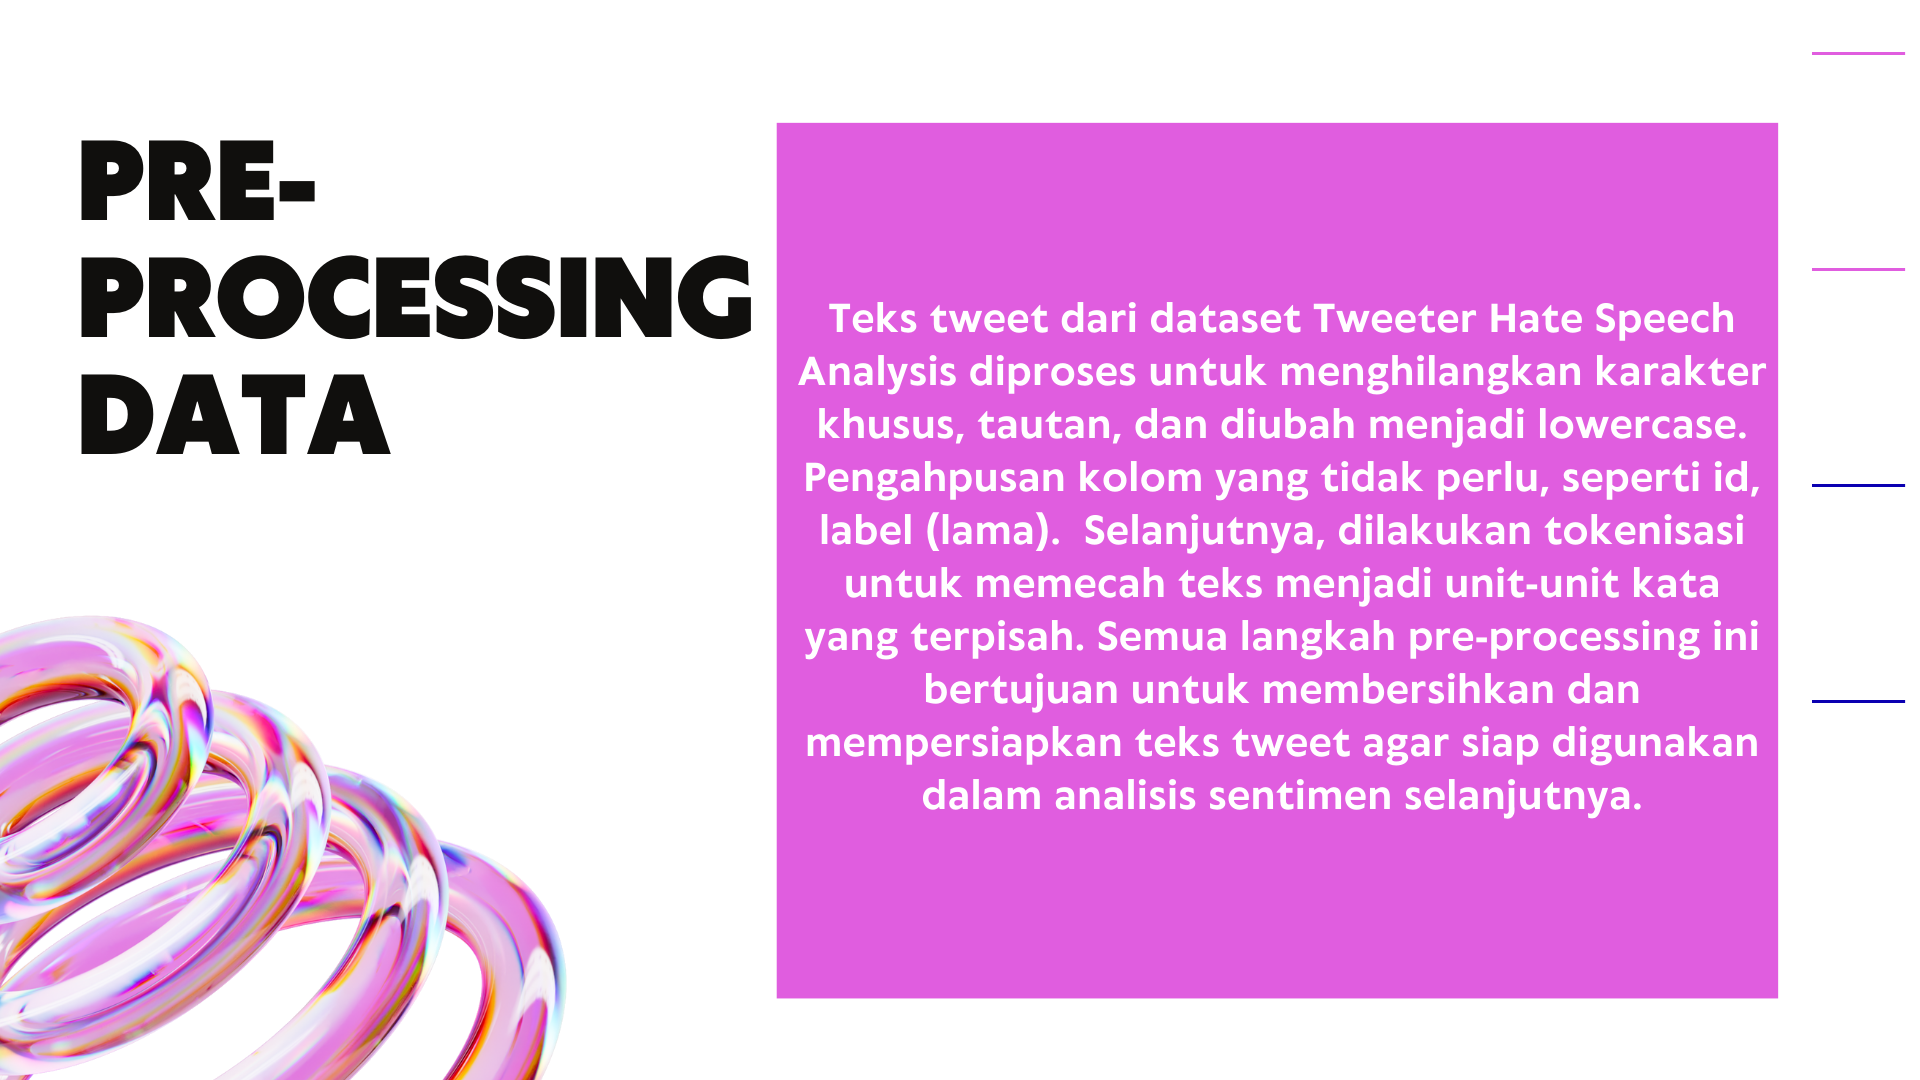 PRE-
PROCESSING
DATA
Teks tweet dari dataset Tweeter Hate Speech
Analysis diproses untuk menghilangkan karakter
khusus, tautan, dan diubah menjadi lowercase.
Pengahpusan kolom yang tidak perlu, seperti id,
label (lama).  Selanjutnya, dilakukan tokenisasi
untuk memecah teks menjadi unit-unit kata
yang terpisah. Semua langkah pre-processing ini
bertujuan untuk membersihkan dan
mempersiapkan teks tweet agar siap digunakan
dalam analisis sentimen selanjutnya.